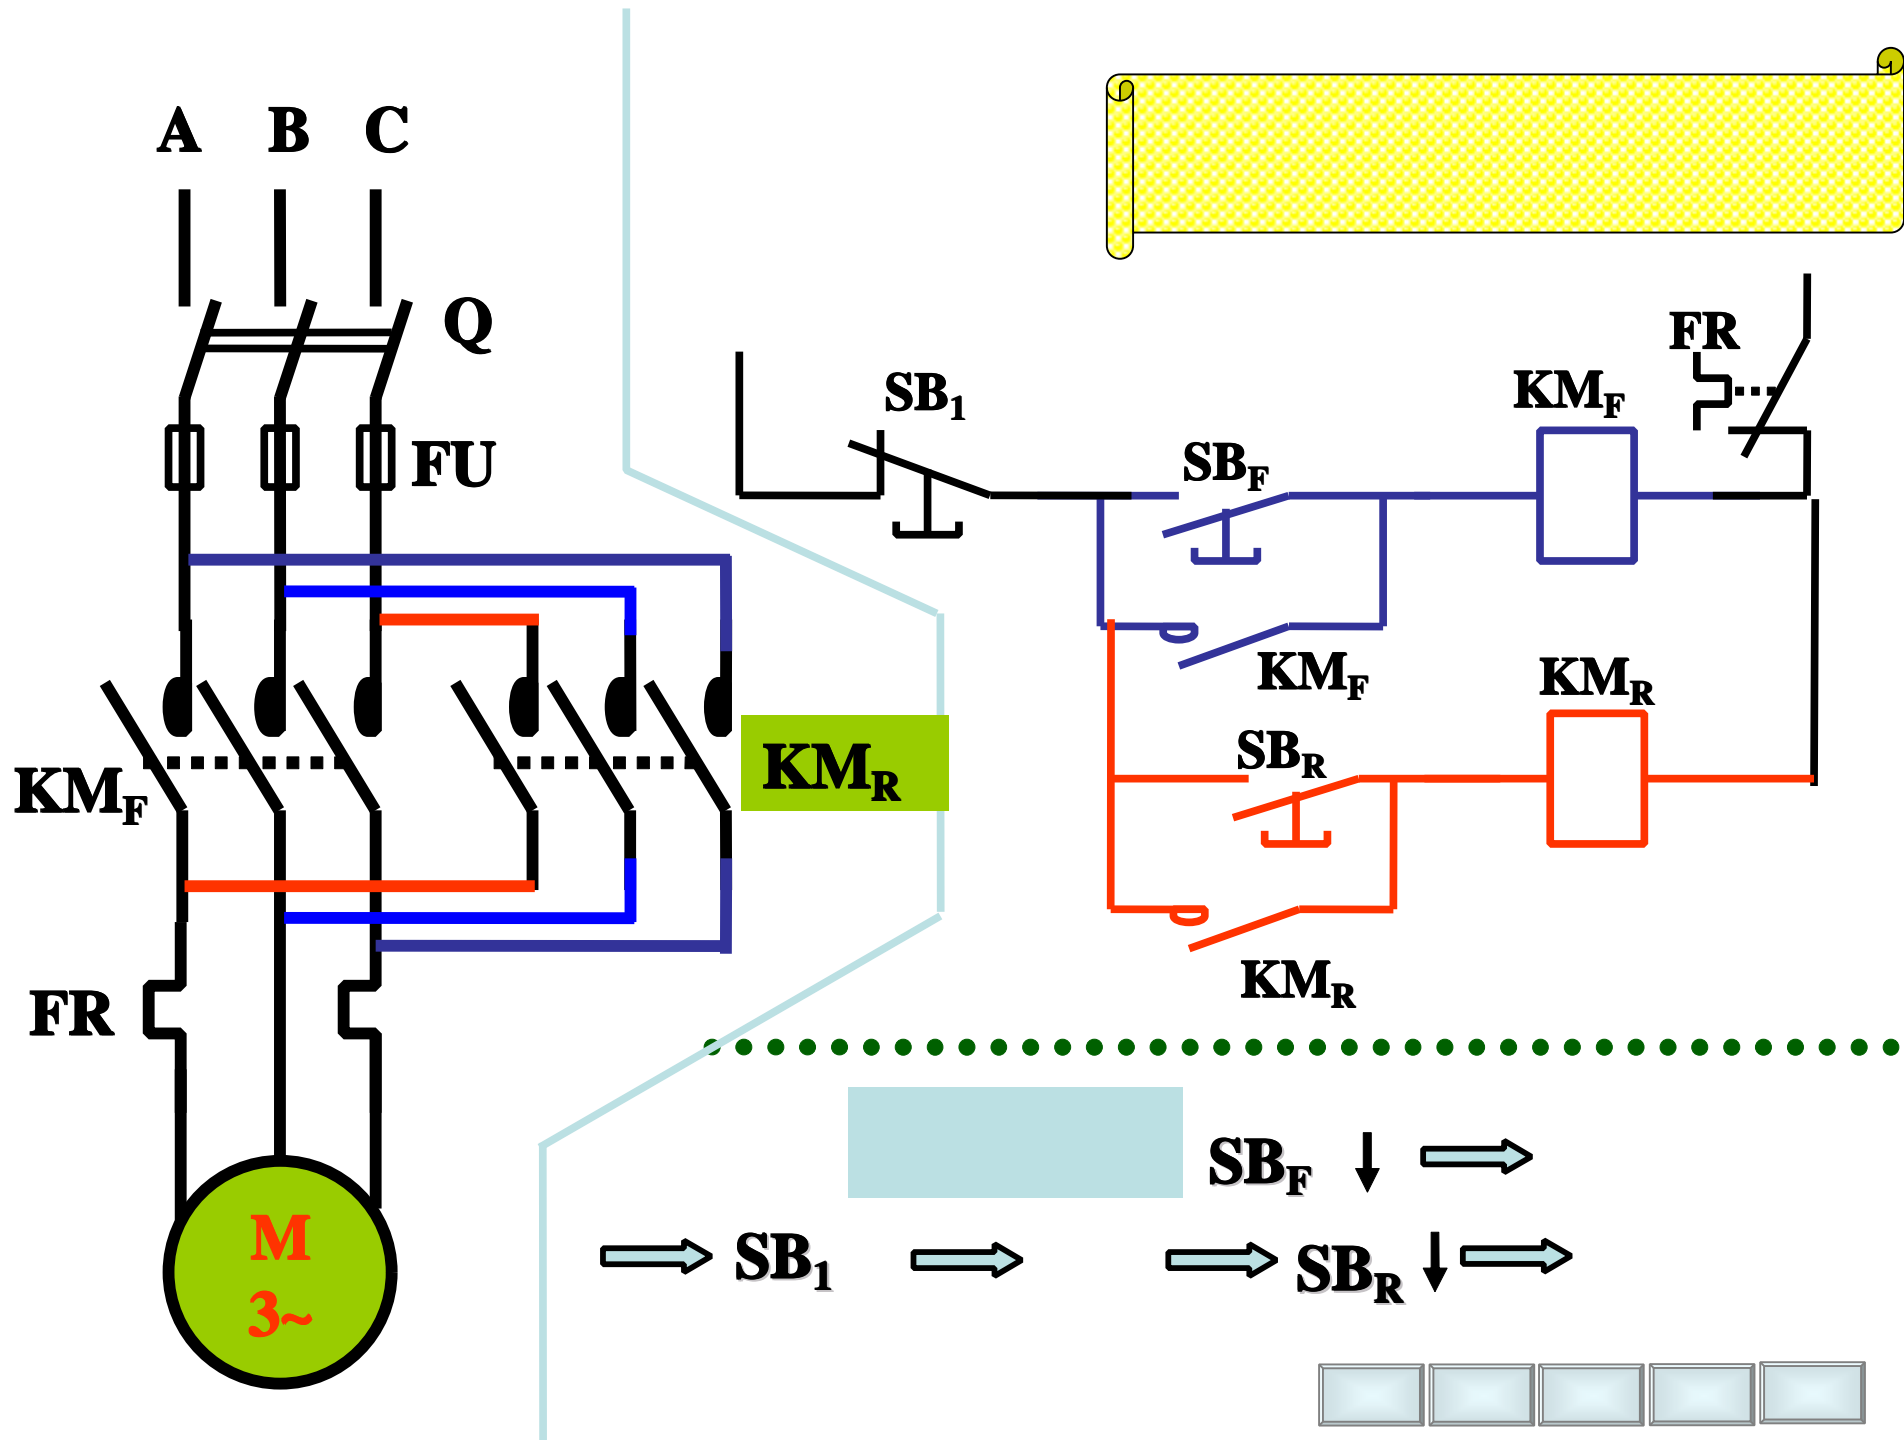 A B C
Q
FU
KMF
KMR
FR
M
3~
SB1
SBF
KMF
FR
KMF
SBR
KMR
KMR
SBF ↓
SB1 SBR ↓